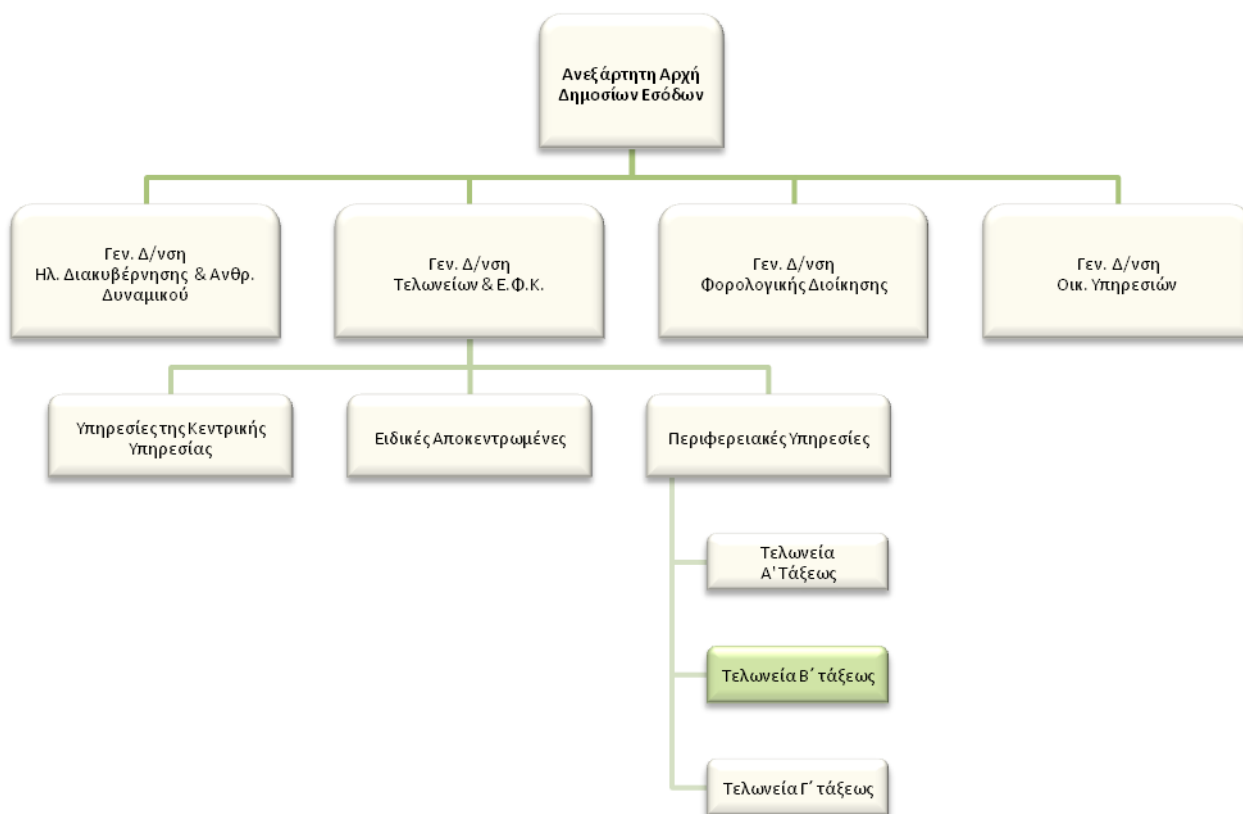 Ανεξάρτητη Αρχή
Δημοσίων Εσόδων
Γεν. Δ/νση
Ηλ. Διακυβέρνησης & Ανθρ.
Δυναμικού
Γεν. Δ/νση
Τελωνείων & Ε.Φ.Κ.
Γεν. Δ/νση
Φορολογικής Διοίκησης
Γεν. Δ/νση
Οικ. Υπηρεσιών
Υπηρεσίες της Κεντρικής
Υπηρεσίας
Ειδικές Αποκεντρωμένες
Περιφερειακές Υπηρεσίες
Τελωνεία
Α' Τάξεως
Τελωνεία Β΄ τάξεως
Τελωνεία Γ΄ τάξεως